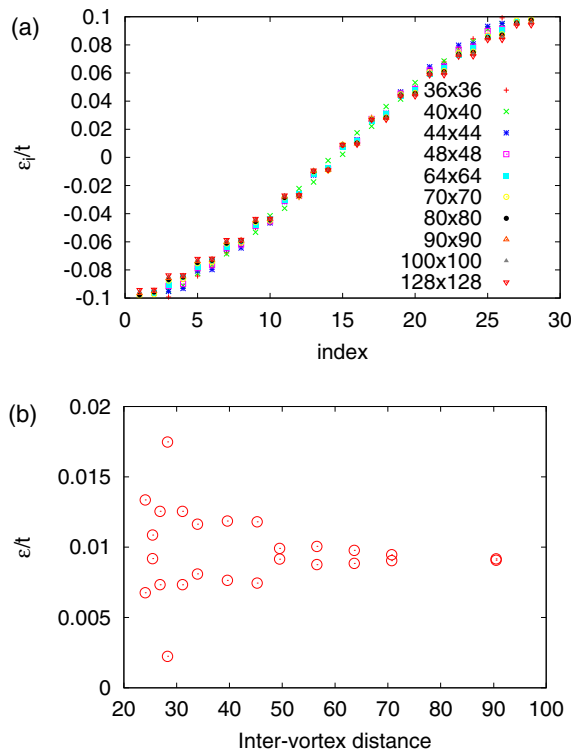 (a)
0.1
0.08
0.06
0.04
0.02
0
-0.02
-0.04
-0.06
-0.08
-0.1
0 5 10 15 20 25 30
εi/t
index
36x36
40x40
44x44
48x48
64x64
70x70
80x80
90x90
100x100
128x128
(b)
0.02
0.015
0.01
0.005
0
20 30 40 50 60 70 80 90 100
ε/t
Inter-vortex distance